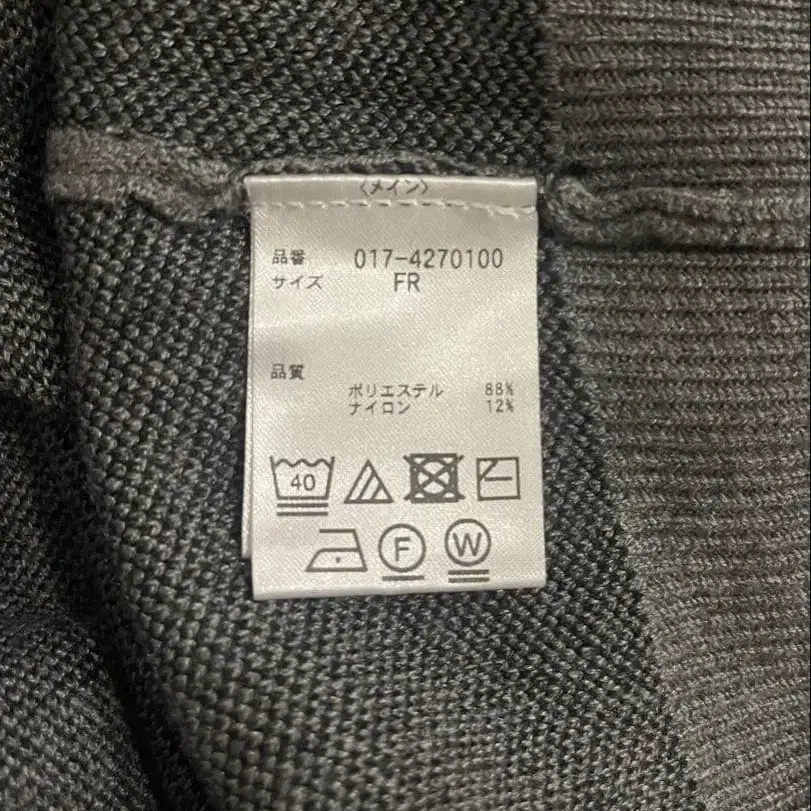 〈メイン〉
品番 017-4270100
サイズ FR
品質
ポリエステル 88%
ナイロン 12%
40
F W